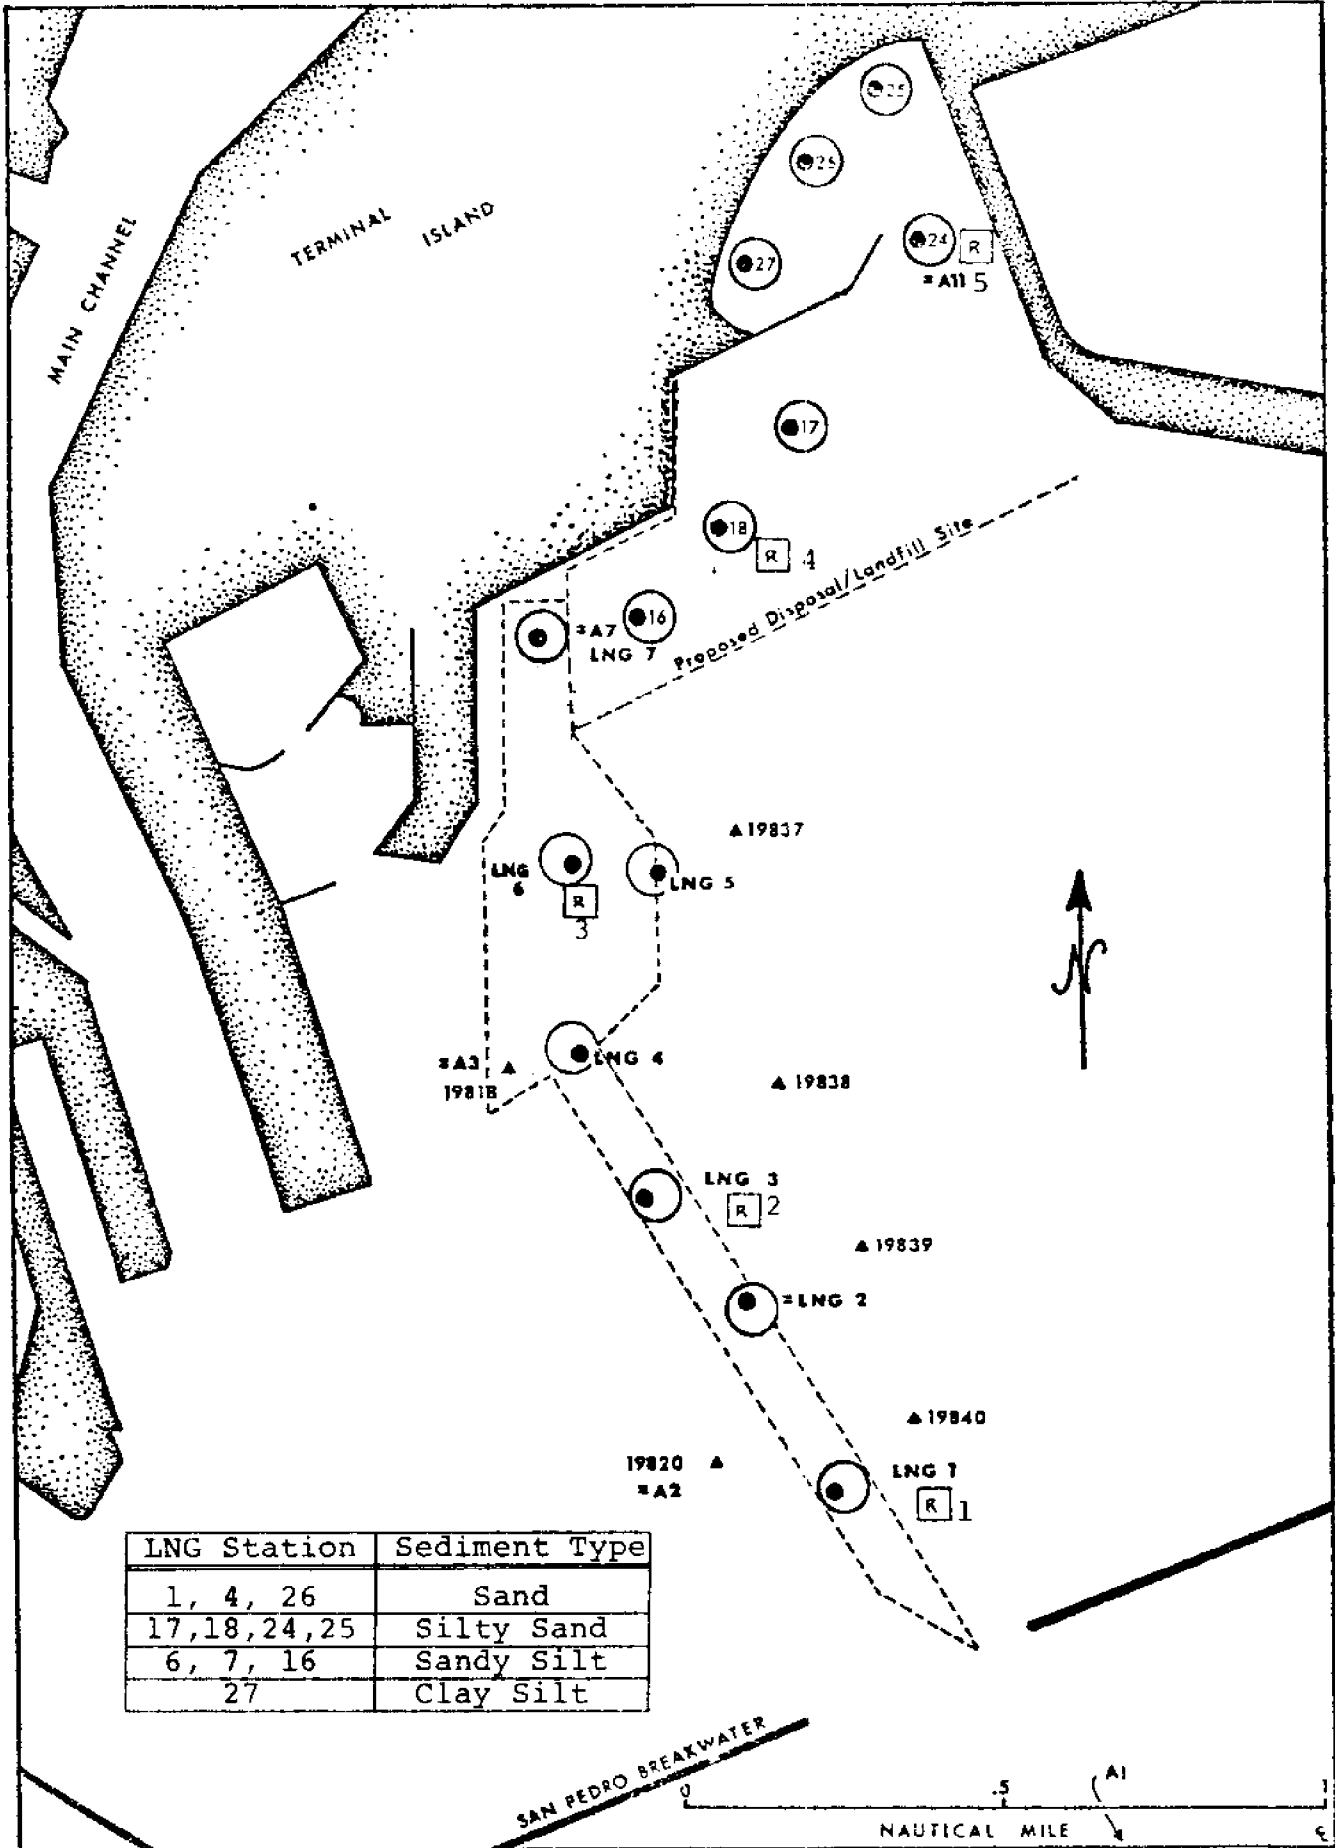 25
25
TERMINAL ISLAND
MAIN CHANNEL
24
R
5
27
=A11
17
18
R
4
Proposed Disposal/Landfill Site
16
=A7
LNG 7
19837
LNG
6
LNG 5
R
3
N
=A3
19818
LNG 4
19838
LNG 3
R
2
19839
=LNG 2
19840
19820
=A2
LNG 1
R
1
LNG Station Sediment Type
1, 4, 26 Sand
17,18,24,25 Silty Sand
6, 7, 16 Sandy Silt
27 Clay Silt
SAN PEDRO BREAKWATER
A1
0 .5 1
NAUTICAL MILE